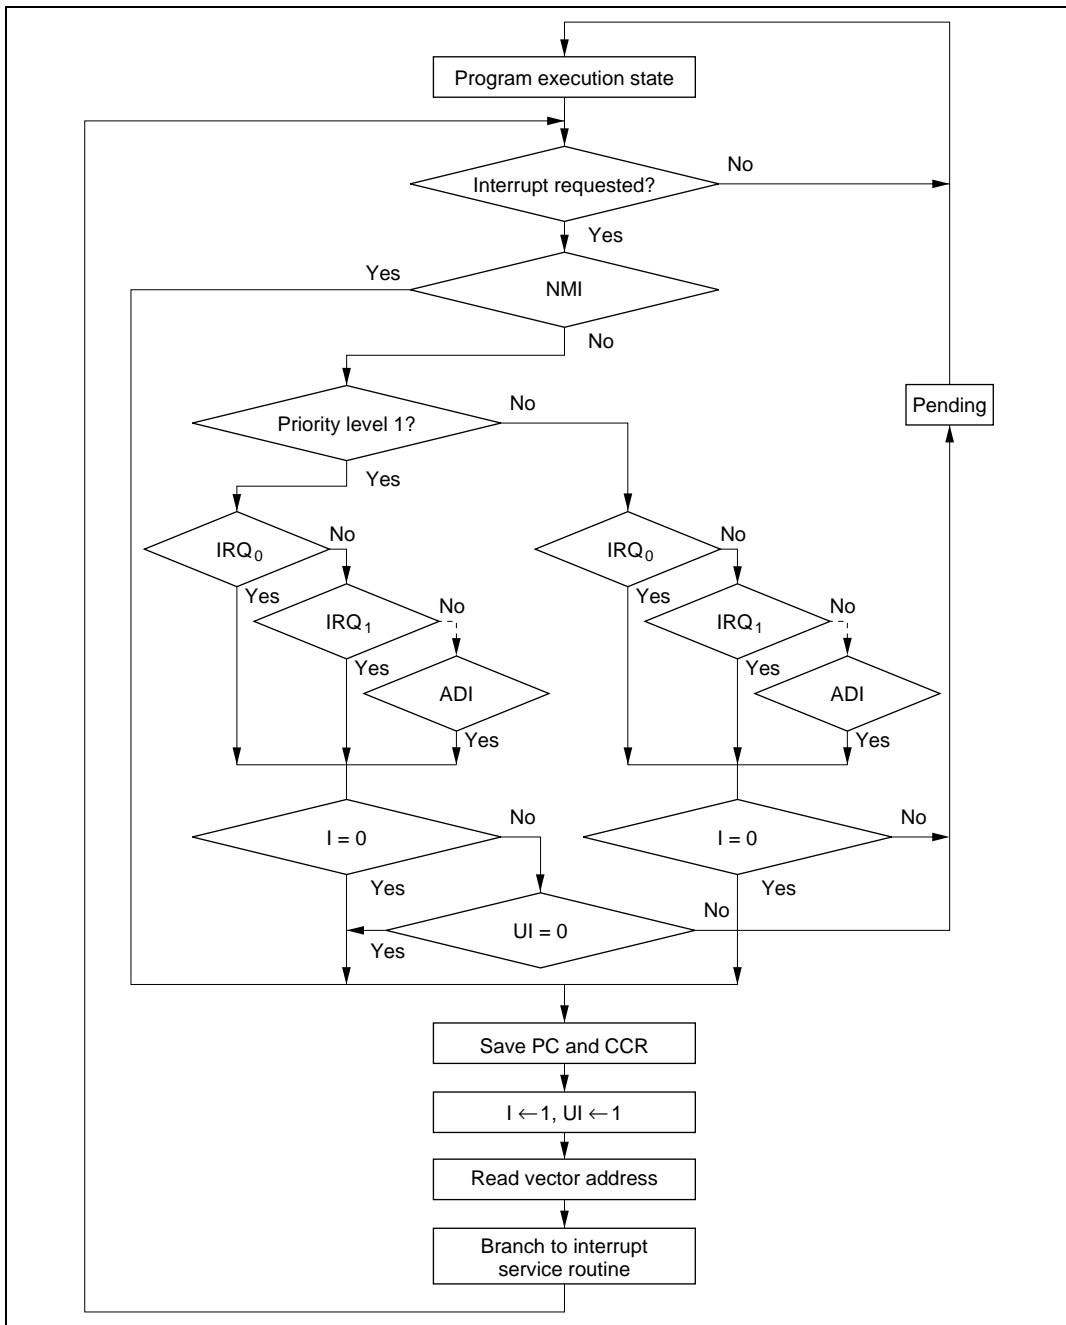 Program execution state
No
Interrupt requested?
Yes
Yes
NMI
No
Pending
No
Priority level 1?
Yes
IRQ0
No
IRQ0
No
Yes
IRQ1
No
Yes
IRQ1
No
Yes
ADI
Yes
ADI
Yes
Yes
I = 0
No
I = 0
No
Yes
Yes
UI = 0
No
Yes
Save PC and CCR
I ←1, UI ←1
Read vector address
Branch to interrupt
service routine